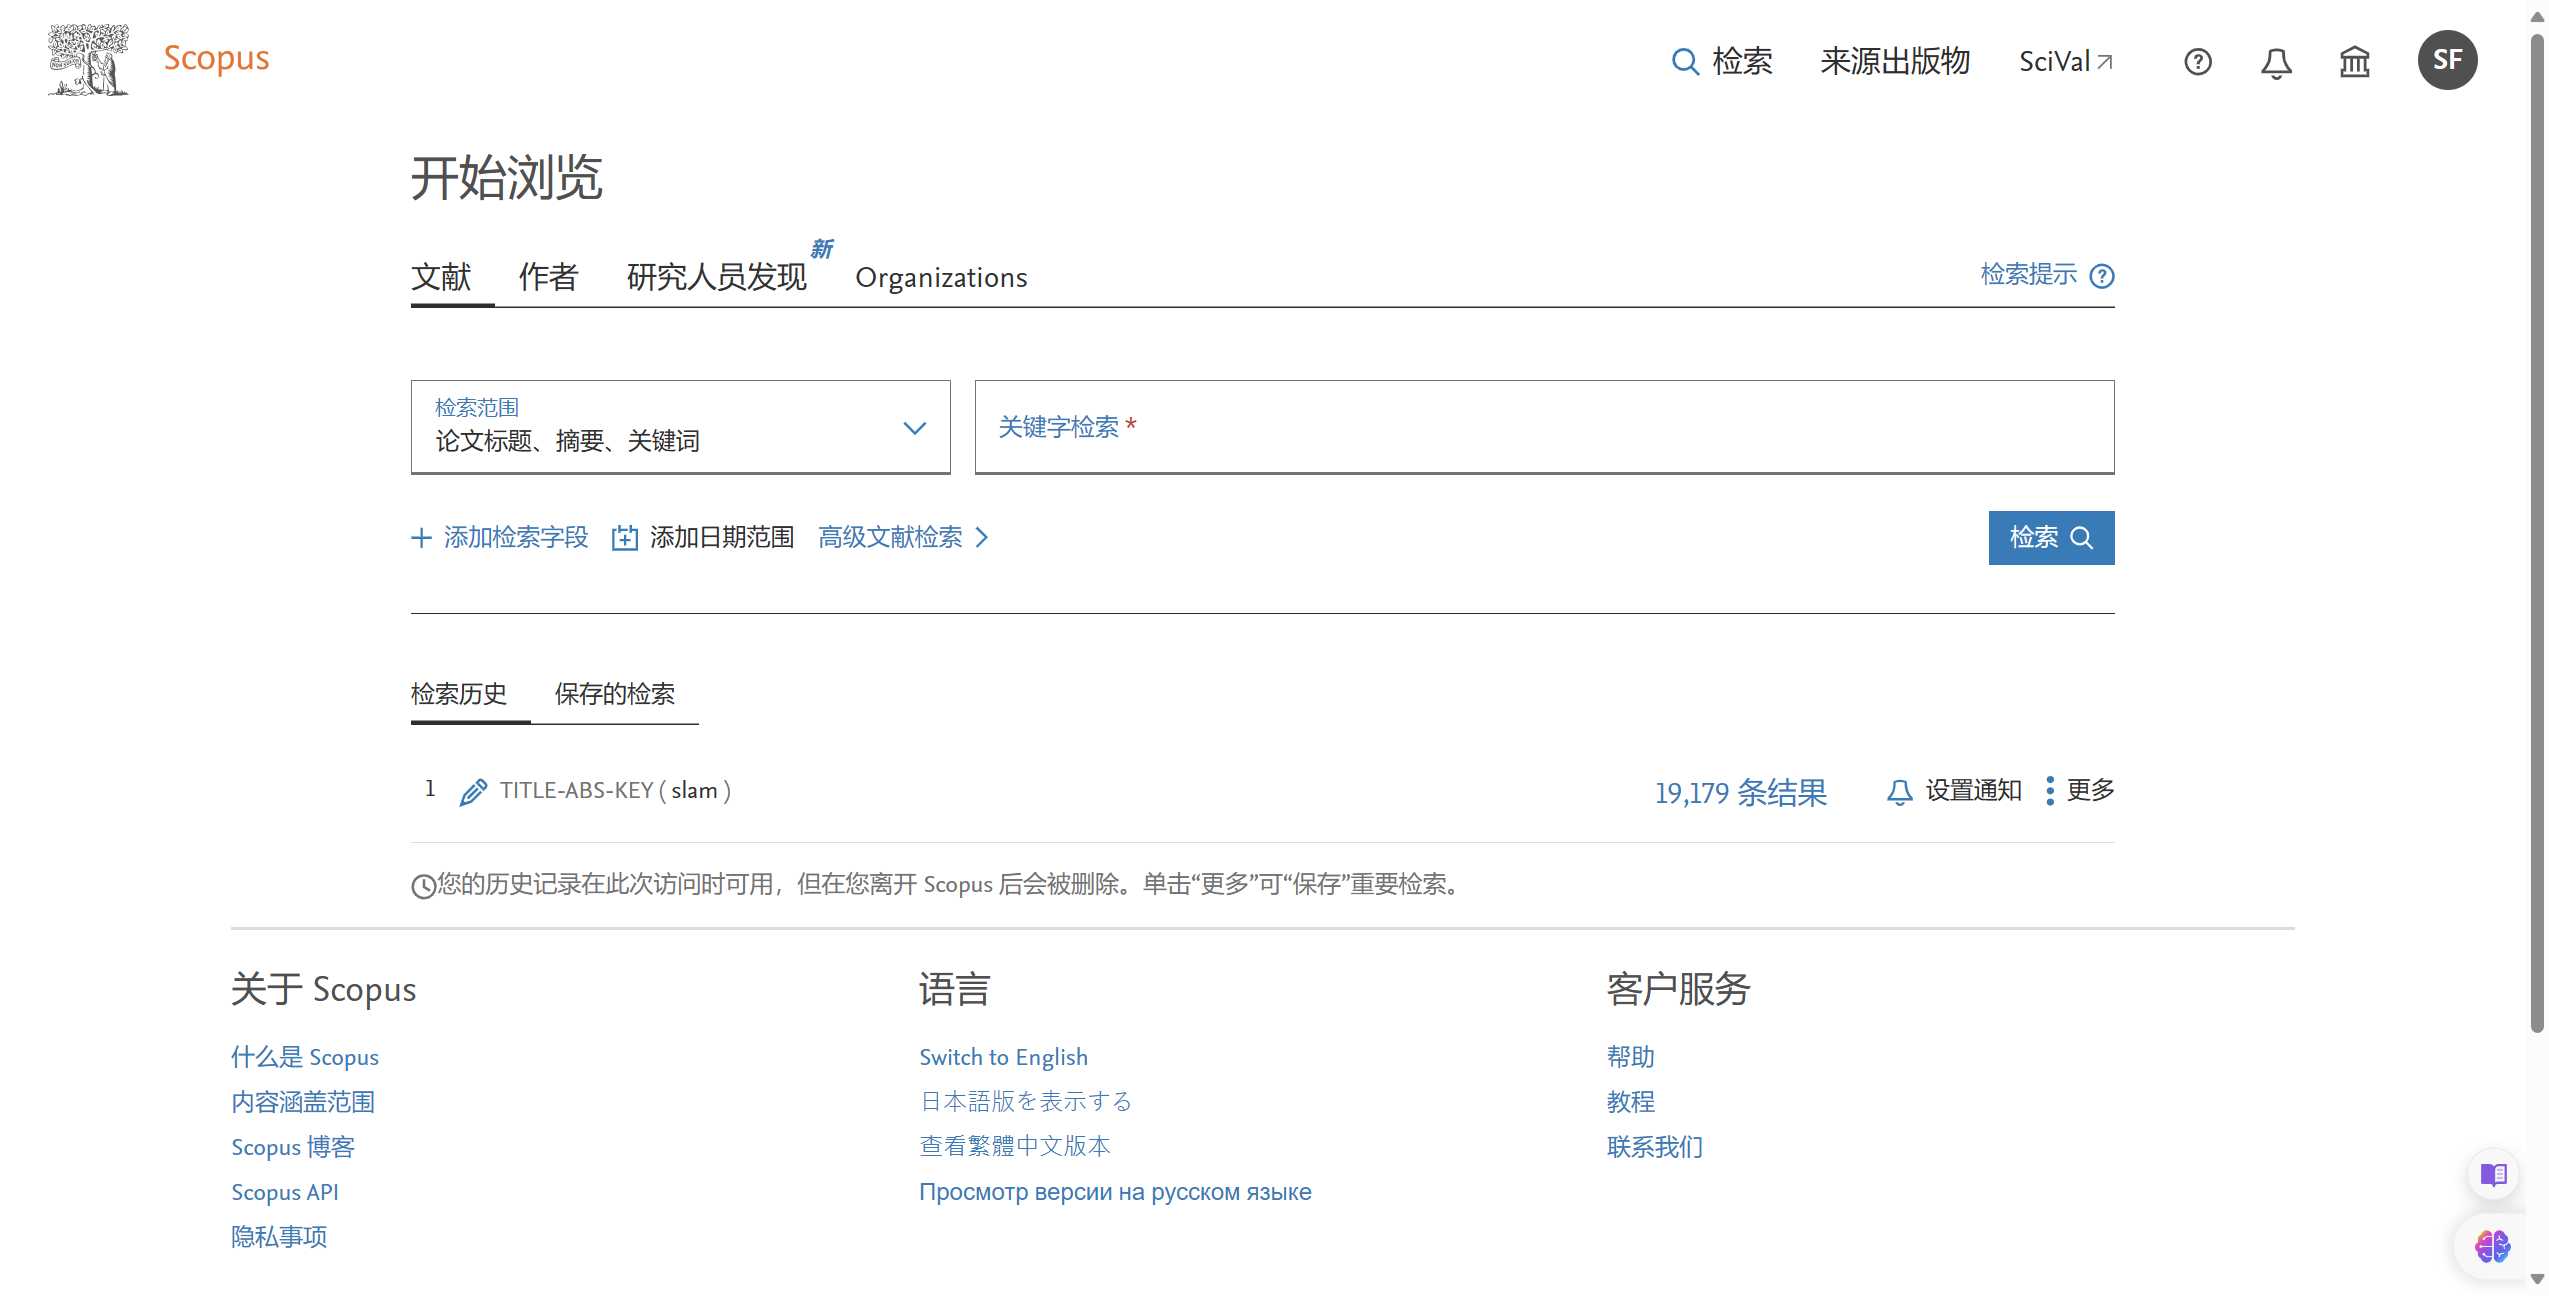 Scopus
检索 来源出版物 SciVal SF
开始浏览
文献 作者 研究人员发现 新 Organizations 检索提示
检索范围
论文标题、摘要、关键词
关键字检索 *
添加检索字段 添加日期范围 高级文献检索 检索
检索历史 保存的检索
1 TITLE-ABS-KEY ( slam ) 19,179 条结果 设置通知 更多
您的历史记录在此次访问时可用，但在您离开 Scopus 后会被删除。单击“更多”可“保存”重要检索。
关于 Scopus
什么是 Scopus
内容涵盖范围
Scopus 博客
Scopus API
隐私事项
语言
Switch to English
日本語版を表示する
查看繁體中文版本
Просмотр версии на русском языке
客户服务
帮助
教程
联系我们